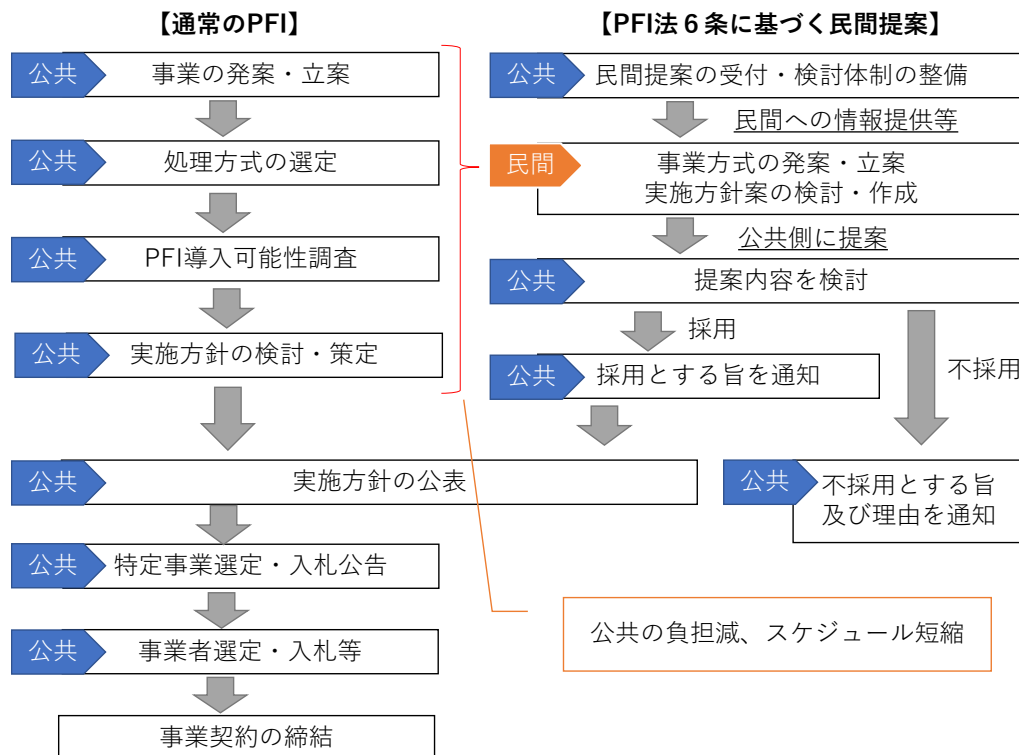 【通常のPFI】
公共
事業の発案・立案
公共
処理方式の選定
公共
PFI導入可能性調査
公共
実施方針の検討・策定
【PFI法６条に基づく民間提案】
公共
民間提案の受付・検討体制の整備
民間への情報提供等
民間
事業方式の発案・立案
実施方針案の検討・作成
公共側に提案
公共
提案内容を検討
採用
不採用
公共
採用とする旨を通知
公共
実施方針の公表
公共
不採用とする旨
及び理由を通知
公共
特定事業選定・入札公告
公共
事業者選定・入札等
事業契約の締結
公共の負担減、スケジュール短縮